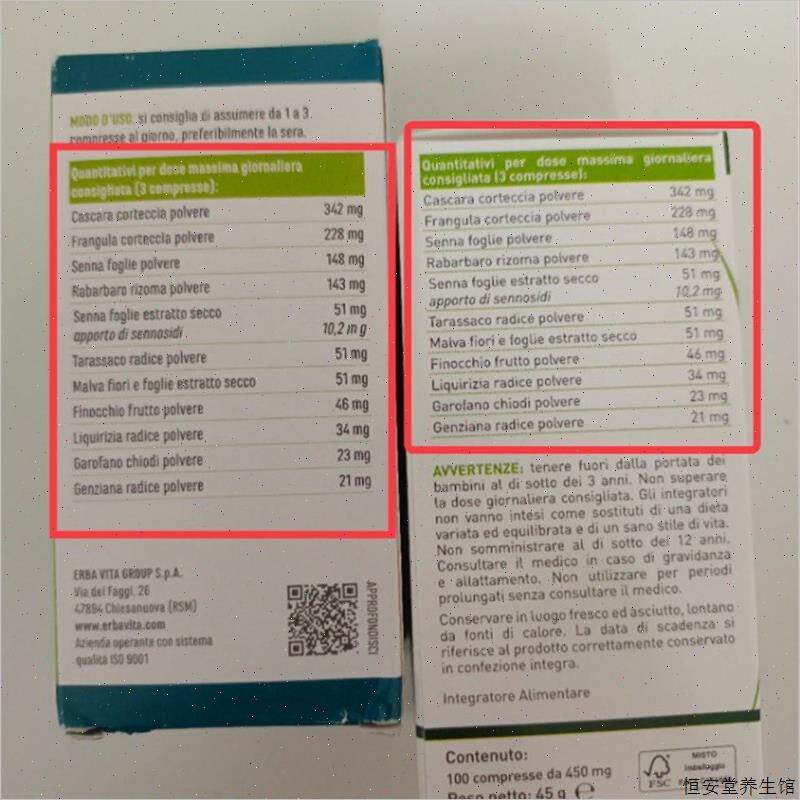 MODO D'USO: si consiglia di assumere da 1 a 3
compresse al giorno, preferibilmente la sera.
Quantitativi per dose massima giornaliera
consigliata (3 compresse):
Cascara corteccia polvere 342 mg
Frangula corteccia polvere 228 mg
Senna foglie polvere 148 mg
Rabarbaro rizoma polvere 143 mg
Senna foglie estratto secco 51 mg
apporto di sennosidi 10,2 mg
Tarassaco radice polvere 51 mg
Malva fiori e foglie estratto secco 51 mg
Finocchio frutto polvere 46 mg
Liquirizia radice polvere 34 mg
Garofano chiodi polvere 23 mg
Genziana radice polvere 21 mg
ERBA VITA GROUP S.p.A.
Via dei Faggi, 26
47894 Chiesanuova (RSM)
www.erbavita.com
Azienda operante con sistema
qualità ISO 9001
APPROFONDISCI
Quantitativi per dose massima giornaliera
consigliata (3 compresse):
Cascara corteccia polvere 342 mg
Frangula corteccia polvere 228 mg
Senna foglie polvere 148 mg
Rabarbaro rizoma polvere 143 mg
Senna foglie estratto secco 51 mg
apporto di sennosidi 10,2 mg
Tarassaco radice polvere 51 mg
Malva fiori e foglie estratto secco 51 mg
Finocchio frutto polvere 46 mg
Liquirizia radice polvere 34 mg
Garofano chiodi polvere 23 mg
Genziana radice polvere 21 mg
AVVERTENZE: tenere fuori dalla portata dei
bambini al di sotto dei 3 anni. Non superare
la dose giornaliera consigliata. Gli integratori
non vanno intesi come sostituti di una dieta
variata ed equilibrata e di un sano stile di vita.
Non somministrare al di sotto dei 12 anni.
Consultare il medico in caso di gravidanza
e allattamento. Non utilizzare per periodi
prolungati senza consultare il medico.
Conservare in luogo fresco ed asciutto, lontano
da fonti di calore. La data di scadenza si
riferisce al prodotto correttamente conservato
in confezione integra.
Integratore Alimentare
Contenuto:
100 compresse da 450 mg
Peso netto: 45 g e
FSC
MISTO
Imballaggio
恒安堂养生馆